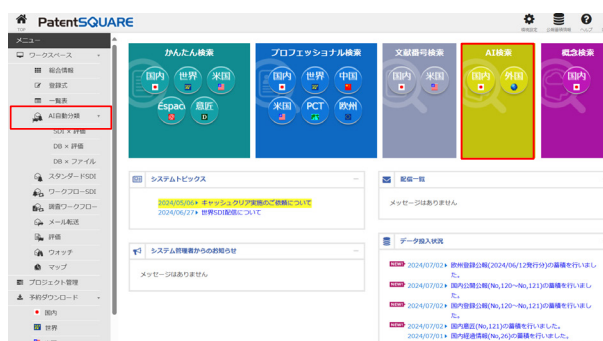 PatentSQUARE
TOP
環境設定
公報蓄積情報
ヘルプ
メニュー
ワークスペース
総合情報
登録式
一覧表
AI自動分類
SDI × 評価
DB × 評価
DB × ファイル
スタンダードSDI
ワークフローSDI
調査ワークフロー
メール転送
評価
ウォッチ
マップ
プロジェクト管理
予約ダウンロード
国内
世界
かんたん検索
国内
世界
米国
Espac
意匠
プロフェッショナル検索
国内
世界
中国
米国
PCT
欧州
文献番号検索
国内
米国
AI検索
国内
外国
概念検索
国内
システムトピックス
2024/05/06 キャッシュクリア実施のご依頼について
2024/06/27 世界SDI配信について
システム管理者からのお知らせ
メッセージはありません
配信一覧
メッセージはありません
データ投入状況
NEW! 2024/07/02 欧州登録公報(2024/06/12発行分)の蓄積を行いまし
た。
NEW! 2024/07/02 国内公開公報(No,120～No,121)の蓄積を行いまし
た。
NEW! 2024/07/02 国内登録公報(No,120～No,121)の蓄積を行いまし
た。
NEW! 2024/07/02 国内意匠(No,121)の蓄積を行いました。
2024/07/01 国内経過情報(No,26)の蓄積を行いました。